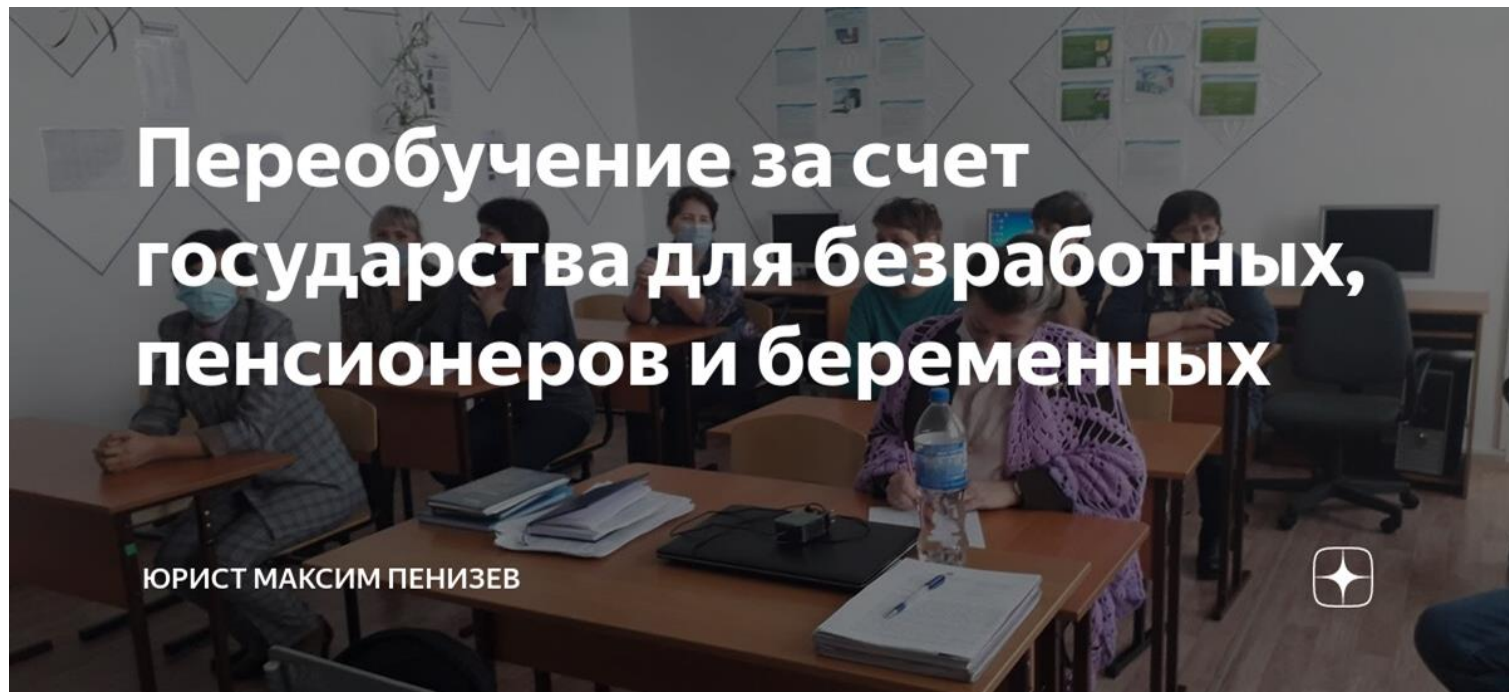 Переобучение за счет
государства для безработных,
пенсионеров и беременных
ЮРИСТ МАКСИМ ПЕНИЗЕВ